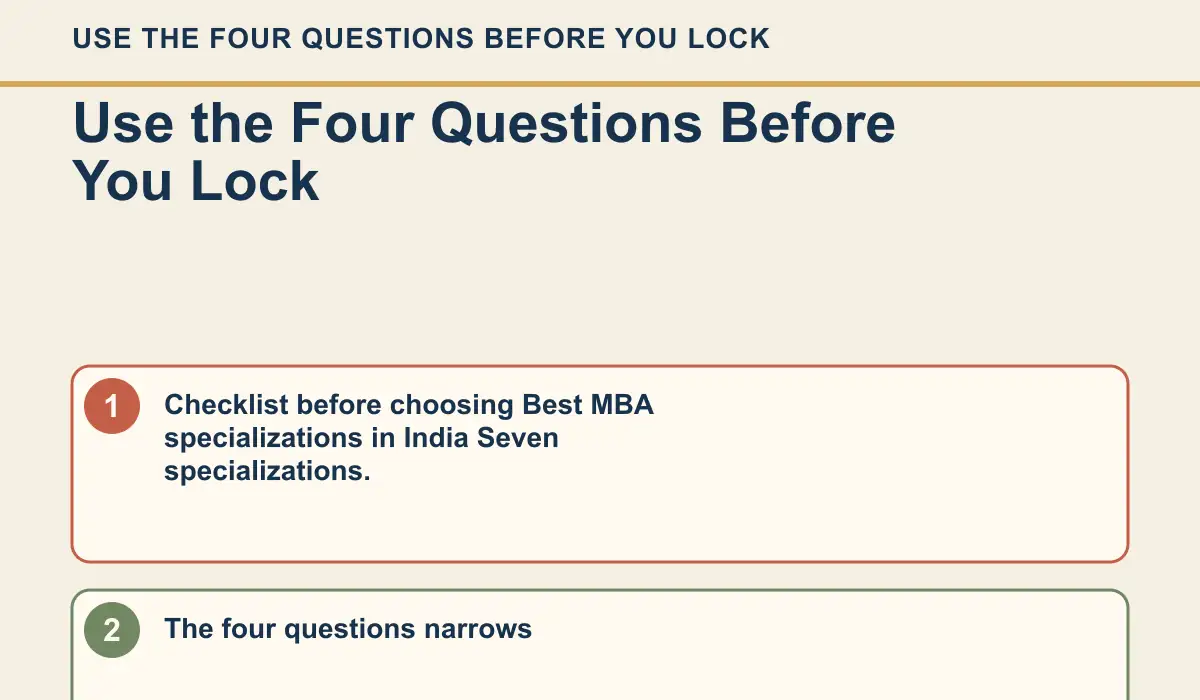 USE THE FOUR QUESTIONS BEFORE YOU LOCK
Use the Four Questions Before
You Lock
1
Checklist before choosing Best MBA
specializations in India Seven
specializations.
2
The four questions narrows